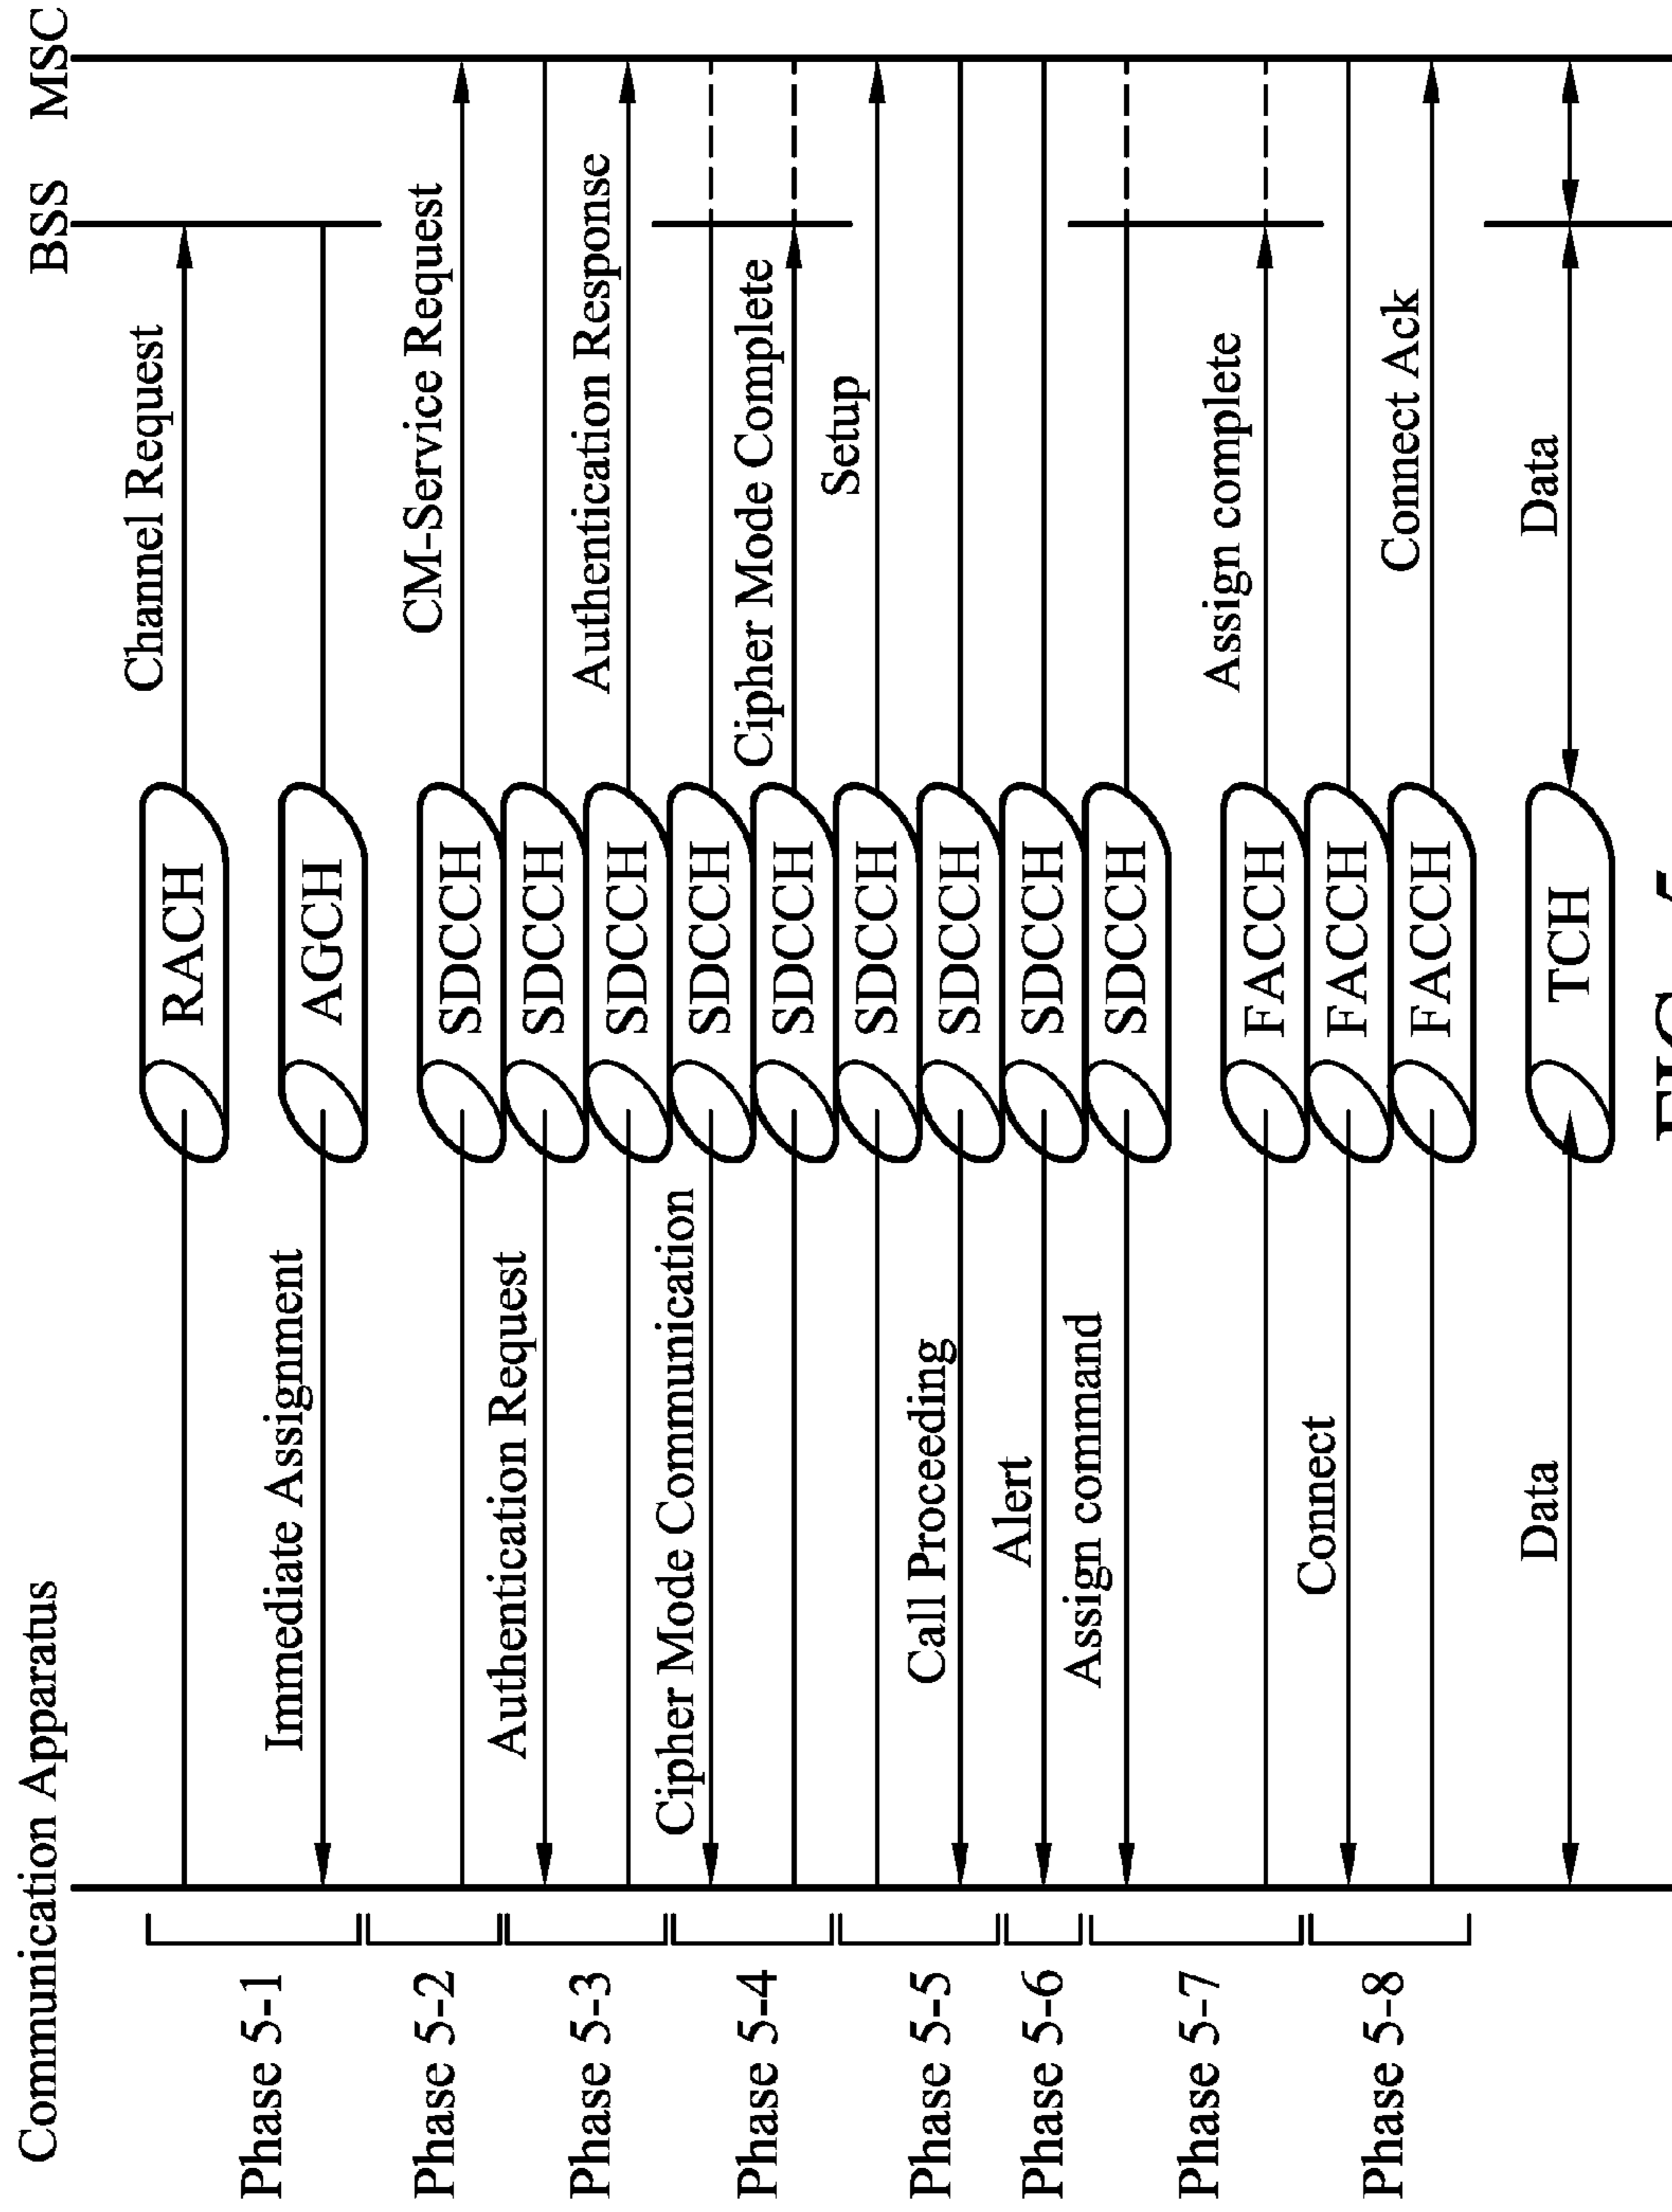 Communication Apparatus
BSS
MSC
Phase 5-1
RACH
Channel Request
Immediate Assignment
AGCH
Phase 5-2
SDCCH
CM-Service Request
Phase 5-3
Authentication Request
SDCCH
SDCCH
Authentication Response
Phase 5-4
Cipher Mode Communication
SDCCH
SDCCH
Cipher Mode Complete
Phase 5-5
SDCCH
Setup
Call Proceeding
SDCCH
Phase 5-6
Alert
SDCCH
Phase 5-7
Assign command
SDCCH
FACCH
Assign complete
Phase 5-8
Connect
FACCH
FACCH
Connect Ack
Data
TCH
Data